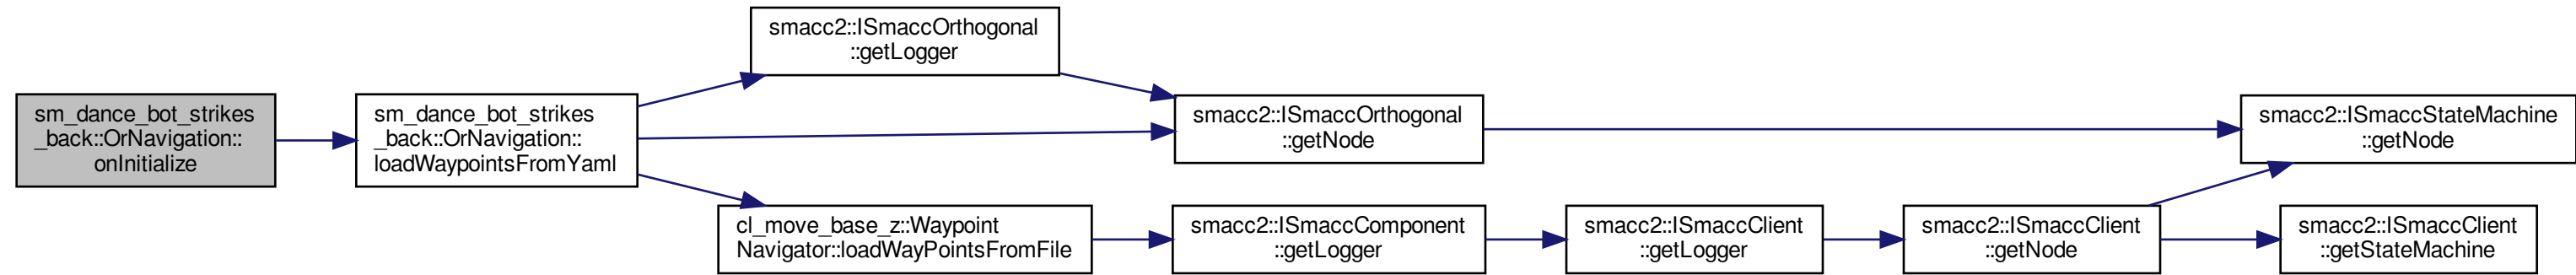 sm_dance_bot_strikes
_back::OrNavigation::
onInitialize
sm_dance_bot_strikes
_back::OrNavigation::
loadWaypointsFromYaml
smacc2::ISmaccOrthogonal
::getLogger
smacc2::ISmaccOrthogonal
::getNode
smacc2::ISmaccStateMachine
::getNode
cl_move_base_z::Waypoint
Navigator::loadWayPointsFromFile
smacc2::ISmaccComponent
::getLogger
smacc2::ISmaccClient
::getLogger
smacc2::ISmaccClient
::getNode
smacc2::ISmaccClient
::getStateMachine